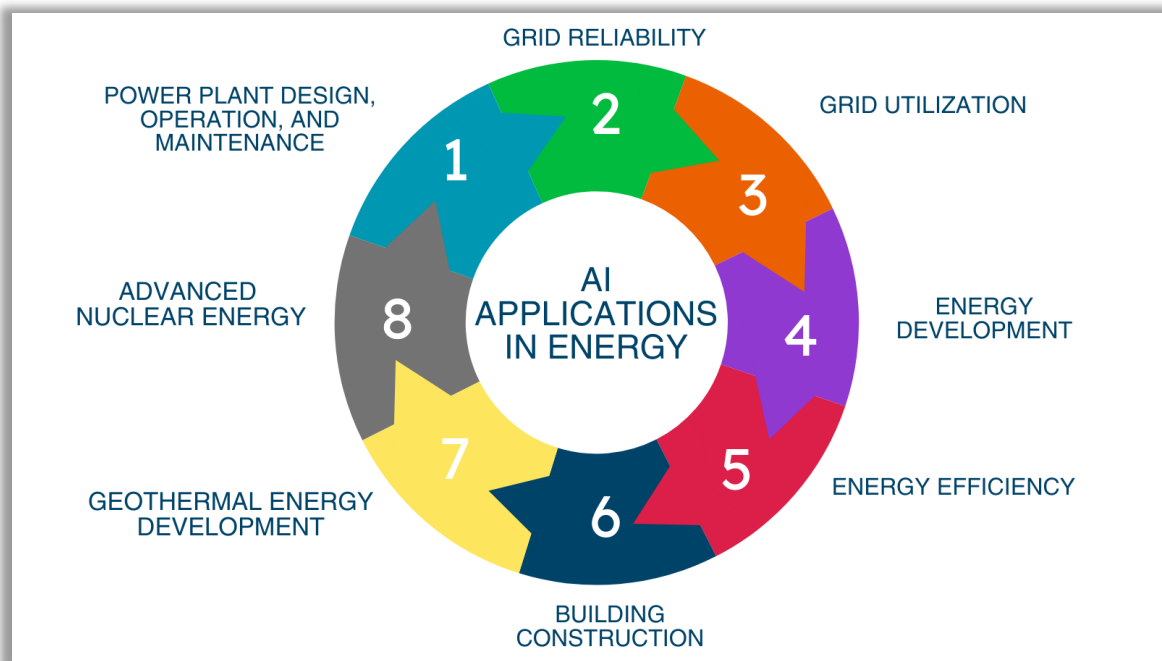 GRID RELIABILITY
POWER PLANT DESIGN,
OPERATION, AND
MAINTENANCE
GRID UTILIZATION
2
1
3
ADVANCED
NUCLEAR ENERGY
8
AI
APPLICATIONS
IN ENERGY
4
ENERGY
DEVELOPMENT
7
5
ENERGY EFFICIENCY
GEOTHERMAL ENERGY
DEVELOPMENT
6
BUILDING
CONSTRUCTION